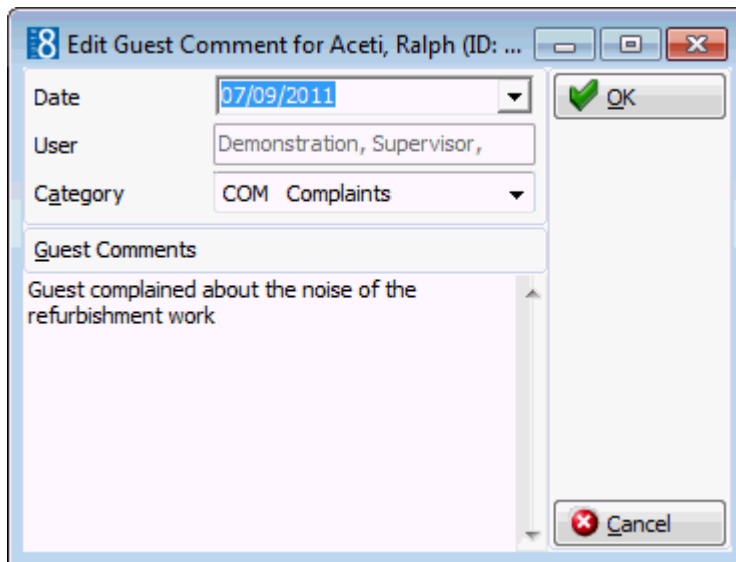 8 Edit Guest Comment for Aceti, Ralph (ID: ...
Date 07/09/2011
OK
User Demonstration, Supervisor,
Category COM Complaints
Guest Comments
Guest complained about the noise of the
refurbishment work
Cancel